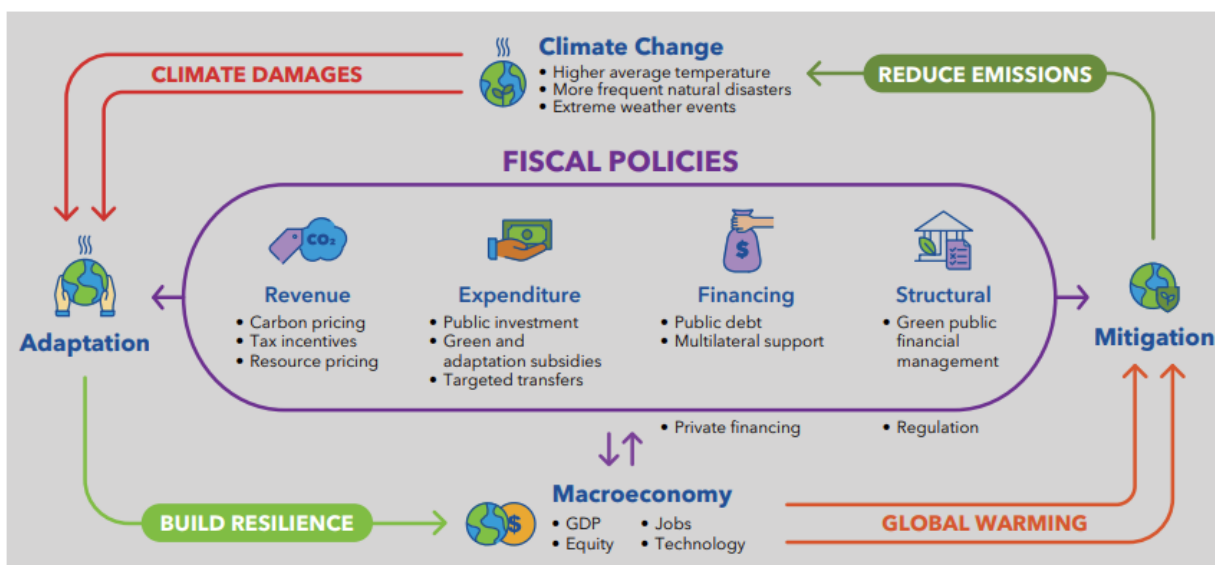 Climate Change
• Higher average temperature
• More frequent natural disasters
• Extreme weather events
CLIMATE DAMAGES
REDUCE EMISSIONS
FISCAL POLICIES
Adaptation
CO₂
Revenue
• Carbon pricing
• Tax incentives
• Resource pricing
Expenditure
• Public investment
• Green and
adaptation subsidies
• Targeted transfers
$
Financing
• Public debt
• Multilateral support
Structural
• Green public
financial
management
Mitigation
• Private financing
• Regulation
BUILD RESILIENCE
$
Macroeconomy
• GDP
• Jobs
• Equity
• Technology
GLOBAL WARMING